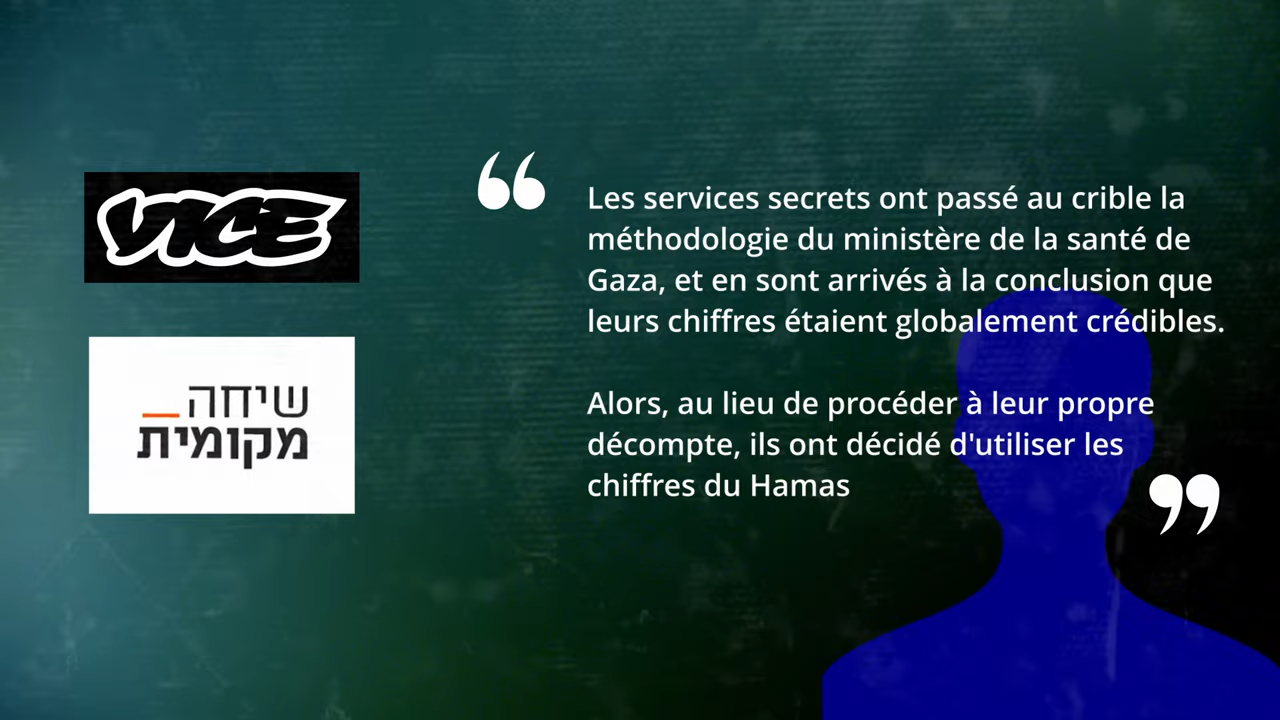 VICE
שיחה
מקומית
“
Les services secrets ont passé au crible la
méthodologie du ministère de la santé de
Gaza, et en sont arrivés à la conclusion que
leurs chiffres étaient globalement crédibles.
Alors, au lieu de procéder à leur propre
décompte, ils ont décidé d'utiliser les
chiffres du Hamas
”